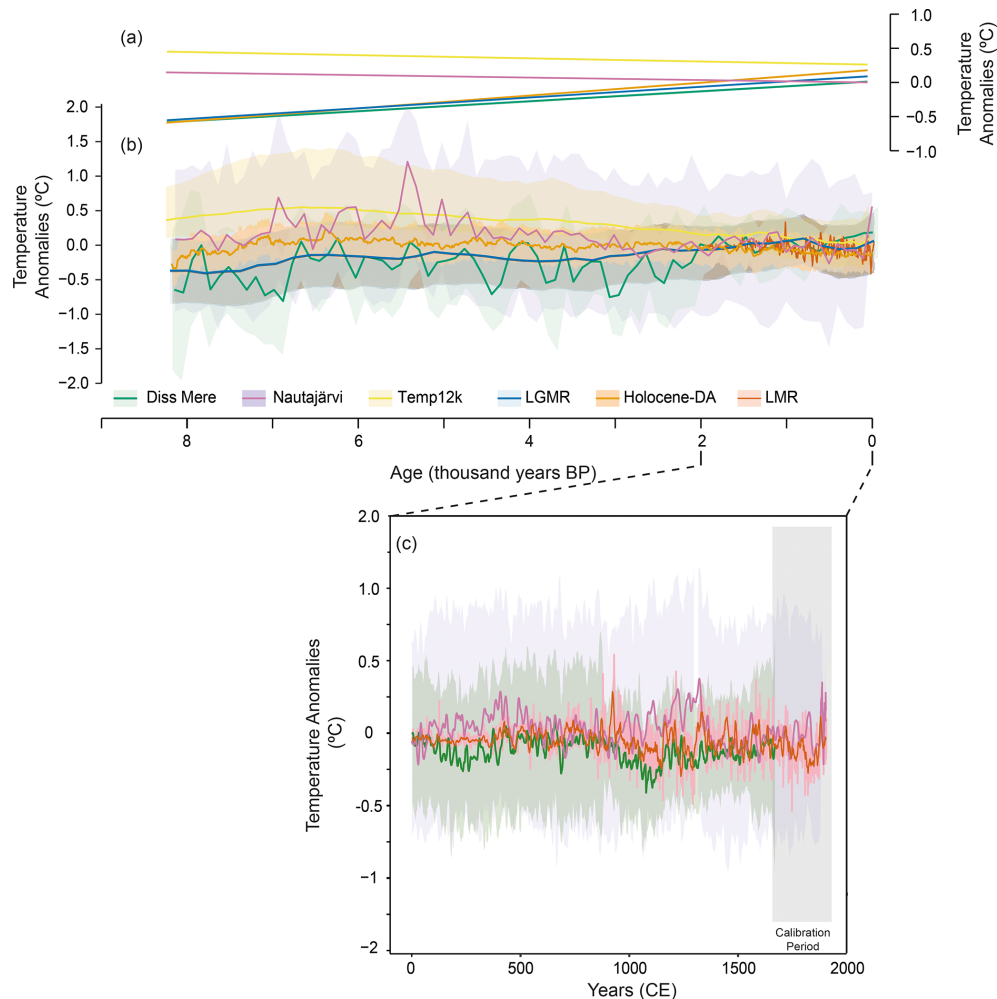 (a)
1.0
0.5
0.0
−0.5
−1.0
Temperature
Anomalies (ºC)
(b)
2.0
1.5
1.0
0.5
0.0
−0.5
−1.0
−1.5
−2.0
Temperature
Anomalies (ºC)
Diss Mere Nautajärvi Temp12k LGMR Holocene-DA LMR
8 6 4 2 0
Age (thousand years BP)
(c)
2.0
1.0
0.5
0
-0.5
-1
-2
Temperature Anomalies
(ºC)
Calibration
Period
0 500 1000 1500 2000
Years (CE)